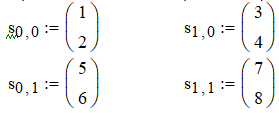 s0,0 := (1 2) s1,0 := (3 4)
s0,1 := (5 6) s1,1 := (7 8)